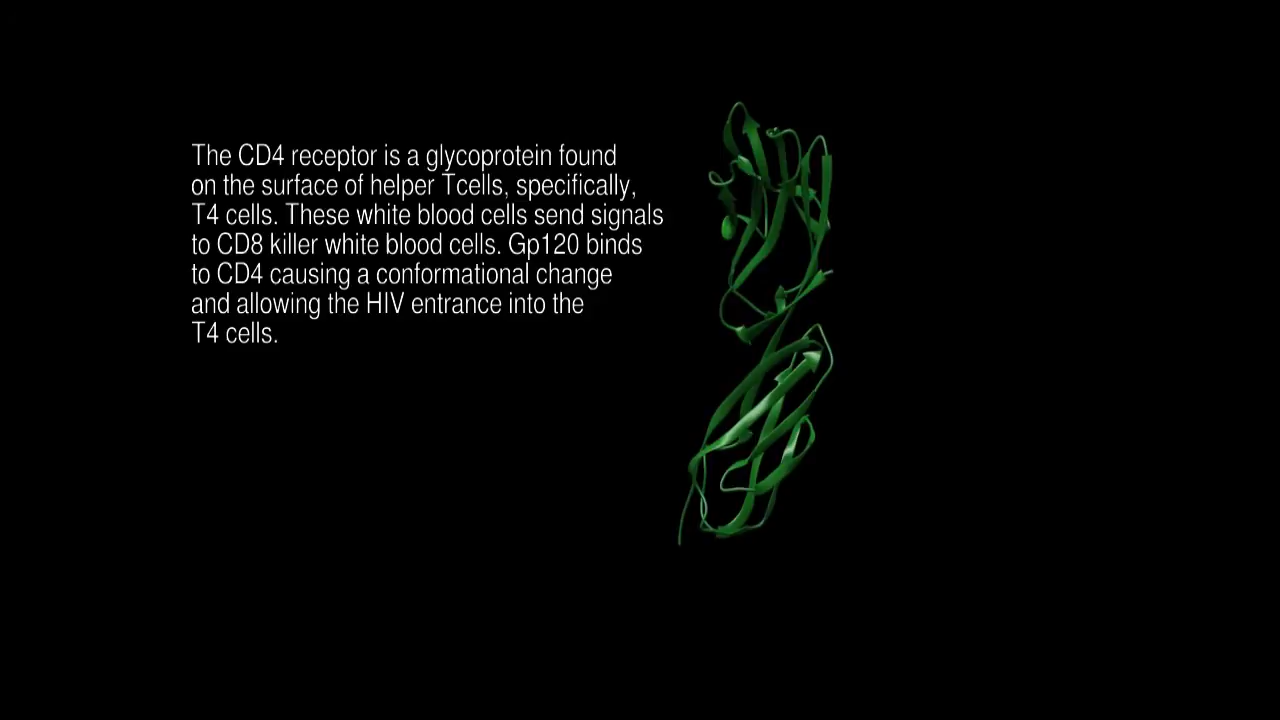 The CD4 receptor is a glycoprotein found
on the surface of helper Tcells, specifically,
T4 cells. These white blood cells send signals
to CD8 killer white blood cells. Gp120 binds
to CD4 causing a conformational change
and allowing the HIV entrance into the
T4 cells.